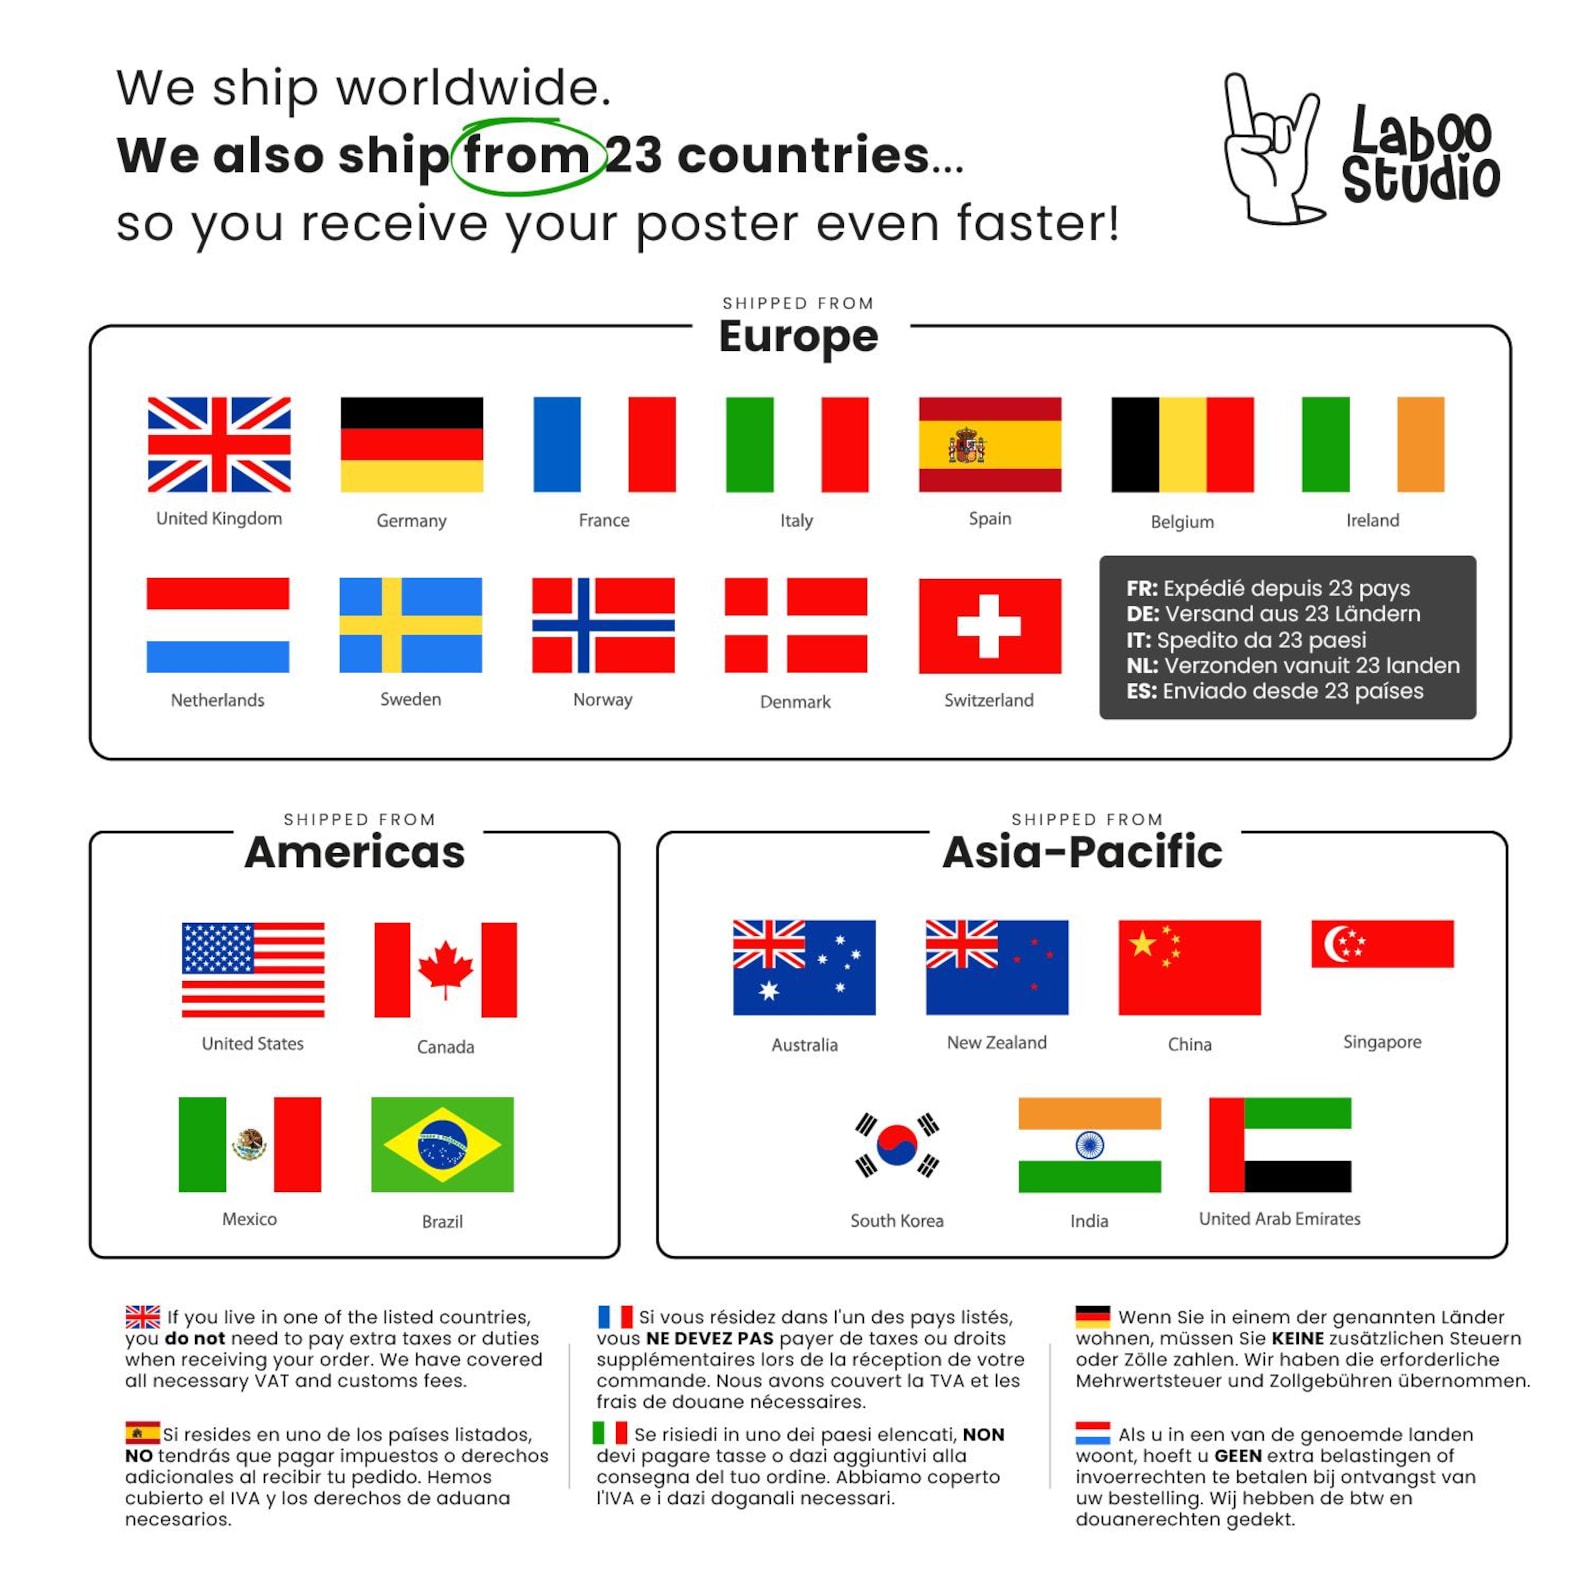 We ship worldwide.
We also ship from 23 countries...
so you receive your poster even faster!
Laboo
Studio
SHIPPED FROM
Europe
United Kingdom
Germany
France
Italy
Spain
Belgium
Ireland
Netherlands
Sweden
Norway
Denmark
Switzerland
FR: Expédié depuis 23 pays
DE: Versand aus 23 Ländern
IT: Spedito da 23 paesi
NL: Verzonden vanuit 23 landen
ES: Enviado desde 23 países
SHIPPED FROM
Americas
United States
Canada
Mexico
Brazil
SHIPPED FROM
Asia-Pacific
Australia
New Zealand
China
Singapore
South Korea
India
United Arab Emirates
If you live in one of the listed countries,
you do not need to pay extra taxes or duties
when receiving your order. We have covered
all necessary VAT and customs fees.
Si vous résidez dans l'un des pays listés,
vous NE DEVEZ PAS payer de taxes ou droits
supplémentaires lors de la réception de votre
commande. Nous avons couvert la TVA et les
frais de douane nécessaires.
Wenn Sie in einem der genannten Länder
wohnen, müssen Sie KEINE zusätzlichen Steuern
oder Zölle zahlen. Wir haben die erforderliche
Mehrwertsteuer und Zollgebühren übernommen.
Si resides en uno de los países listados,
NO tendrás que pagar impuestos o derechos
adicionales al recibir tu pedido. Hemos
cubierto el IVA y los derechos de aduana
necesarios.
Se risiedi in uno dei paesi elencati, NON
devi pagare tasse o dazi aggiuntivi alla
consegna del tuo ordine. Abbiamo coperto
l'IVA e i dazi doganali necessari.
Als u in een van de genoemde landen
woont, hoeft u GEEN extra belastingen of
invoerrechten te betalen bij ontvangst van
uw bestelling. Wij hebben de btw en
douanerechten gedekt.